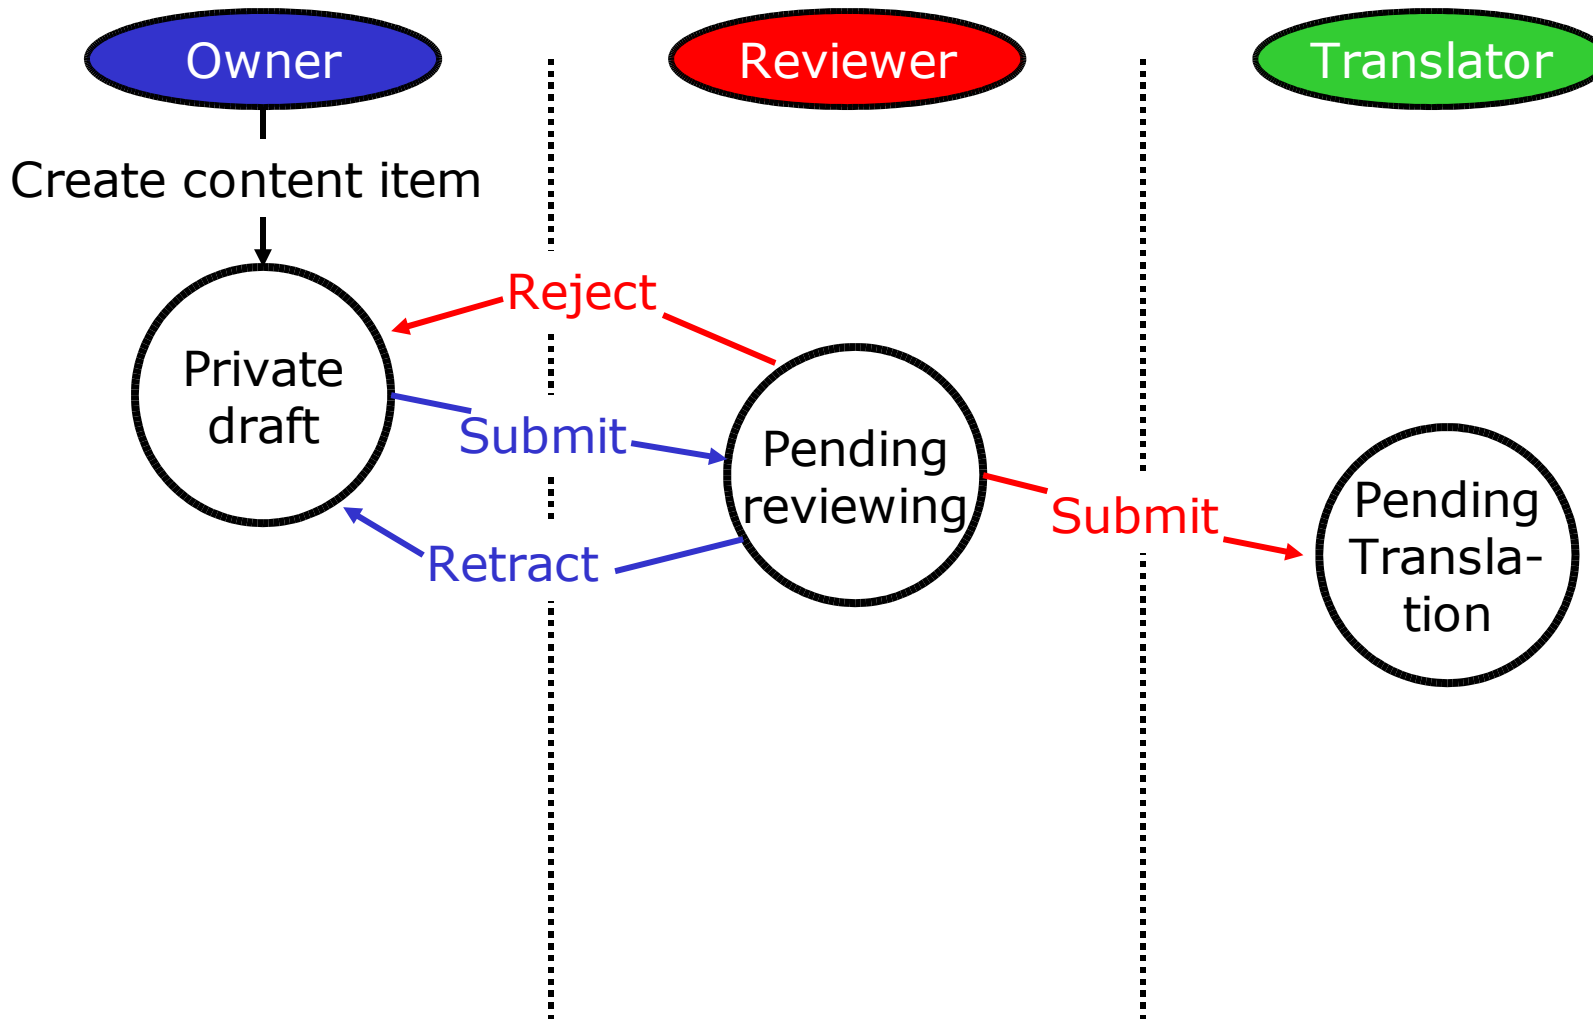 Owner
Reviewer
Translator
Create content item
Reject
Private
draft
Submit
Pending
reviewing
Retract
Submit
Pending
Transla-
tion